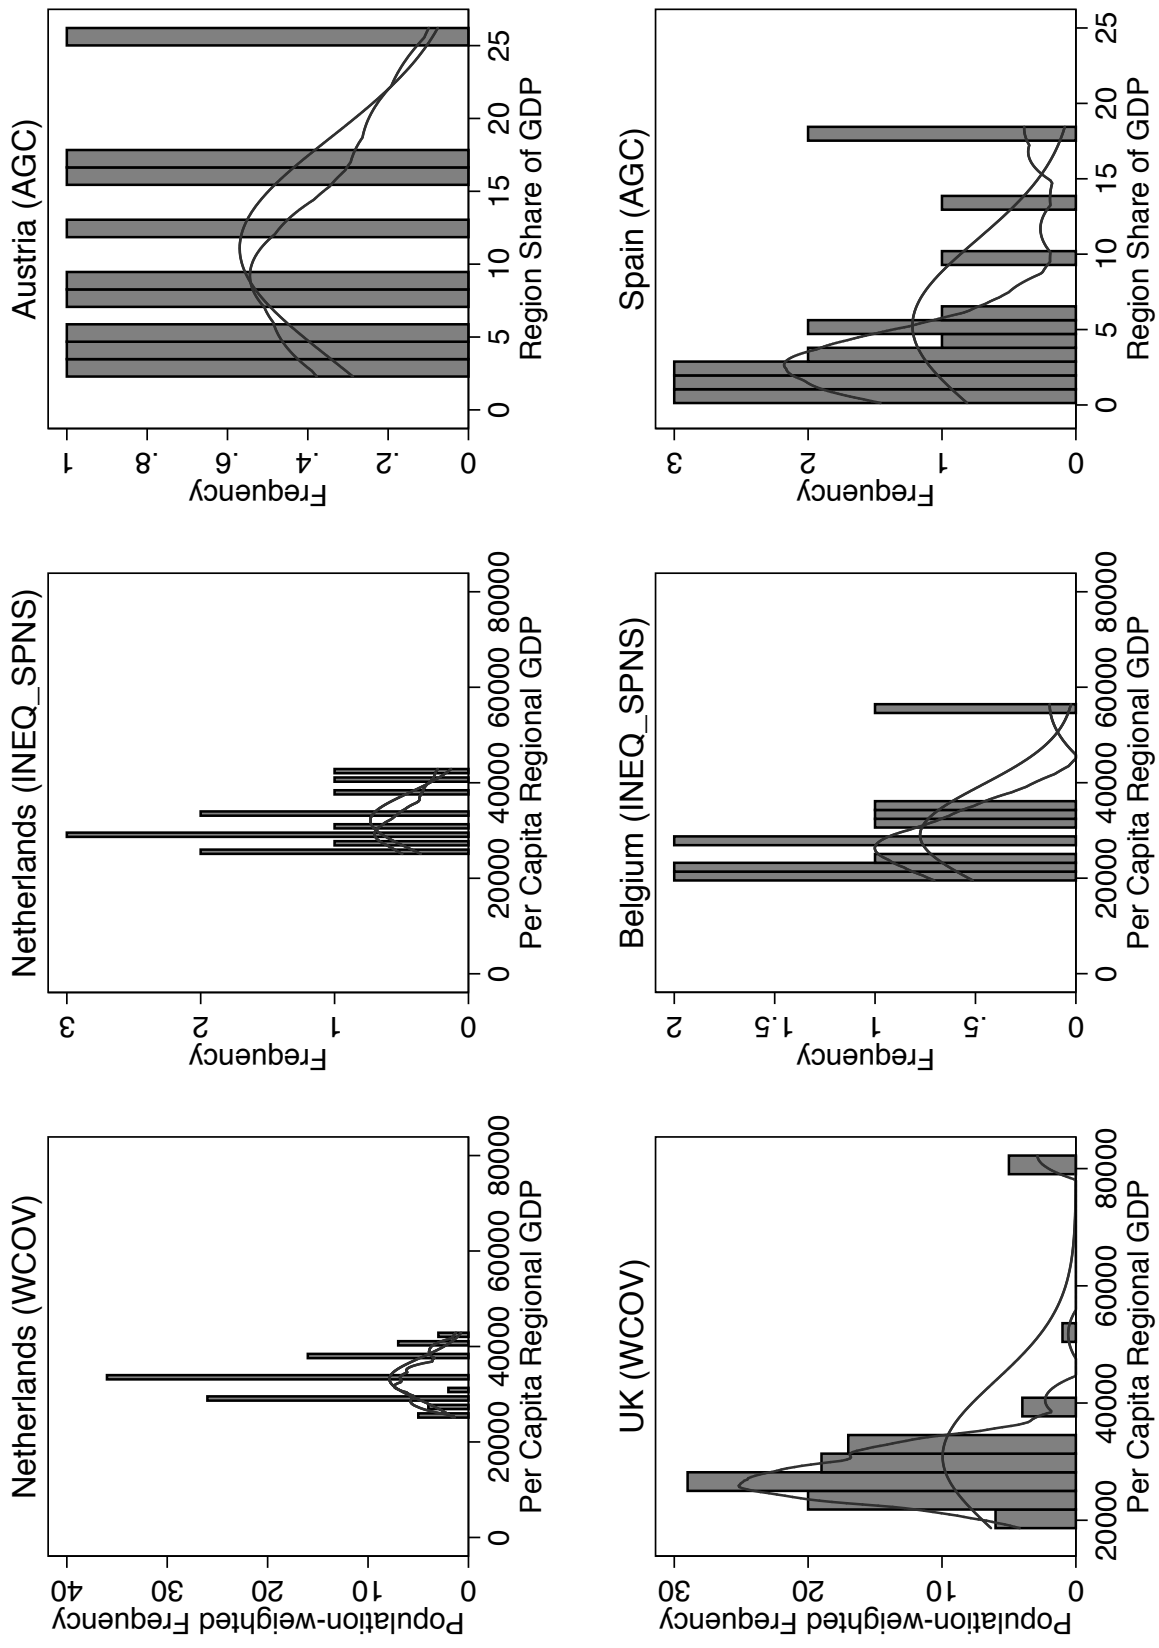 Netherlands (WCOV)
Population-weighted Frequency
0 10 20 30 40
0 20000 40000 60000 80000
Per Capita Regional GDP
Netherlands (INEQ_SPNS)
Frequency
0 1 2 3
0 20000 40000 60000 80000
Per Capita Regional GDP
Austria (AGC)
Frequency
0 .2 .4 .6 .8 1
0 5 10 15 20 25
Region Share of GDP
UK (WCOV)
Population-weighted Frequency
0 10 20 30
20000 40000 60000 80000
Per Capita Regional GDP
Belgium (INEQ_SPNS)
Frequency
0 .5 1 1.5 2
0 20000 40000 60000 80000
Per Capita Regional GDP
Spain (AGC)
Frequency
0 1 2 3
0 5 10 15 20 25
Region Share of GDP